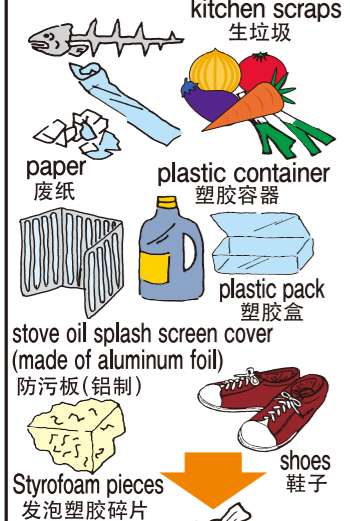 kitchen scraps
生垃圾
paper
废纸
plastic container
塑胶容器
plastic pack
塑胶盒
stove oil splash screen cover
(made of aluminum foil)
防污板(铝制)
shoes
鞋子
Styrofoam pieces
发泡塑胶碎片